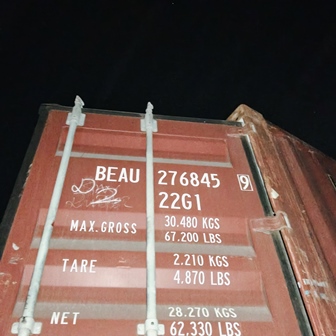 BEAU 276845 9
22G1
MAX.GROSS 30.480 KGS
67.200 LBS
TARE 2.210 KGS
4.870 LBS
NET 28.270 KGS
62.330 LBS